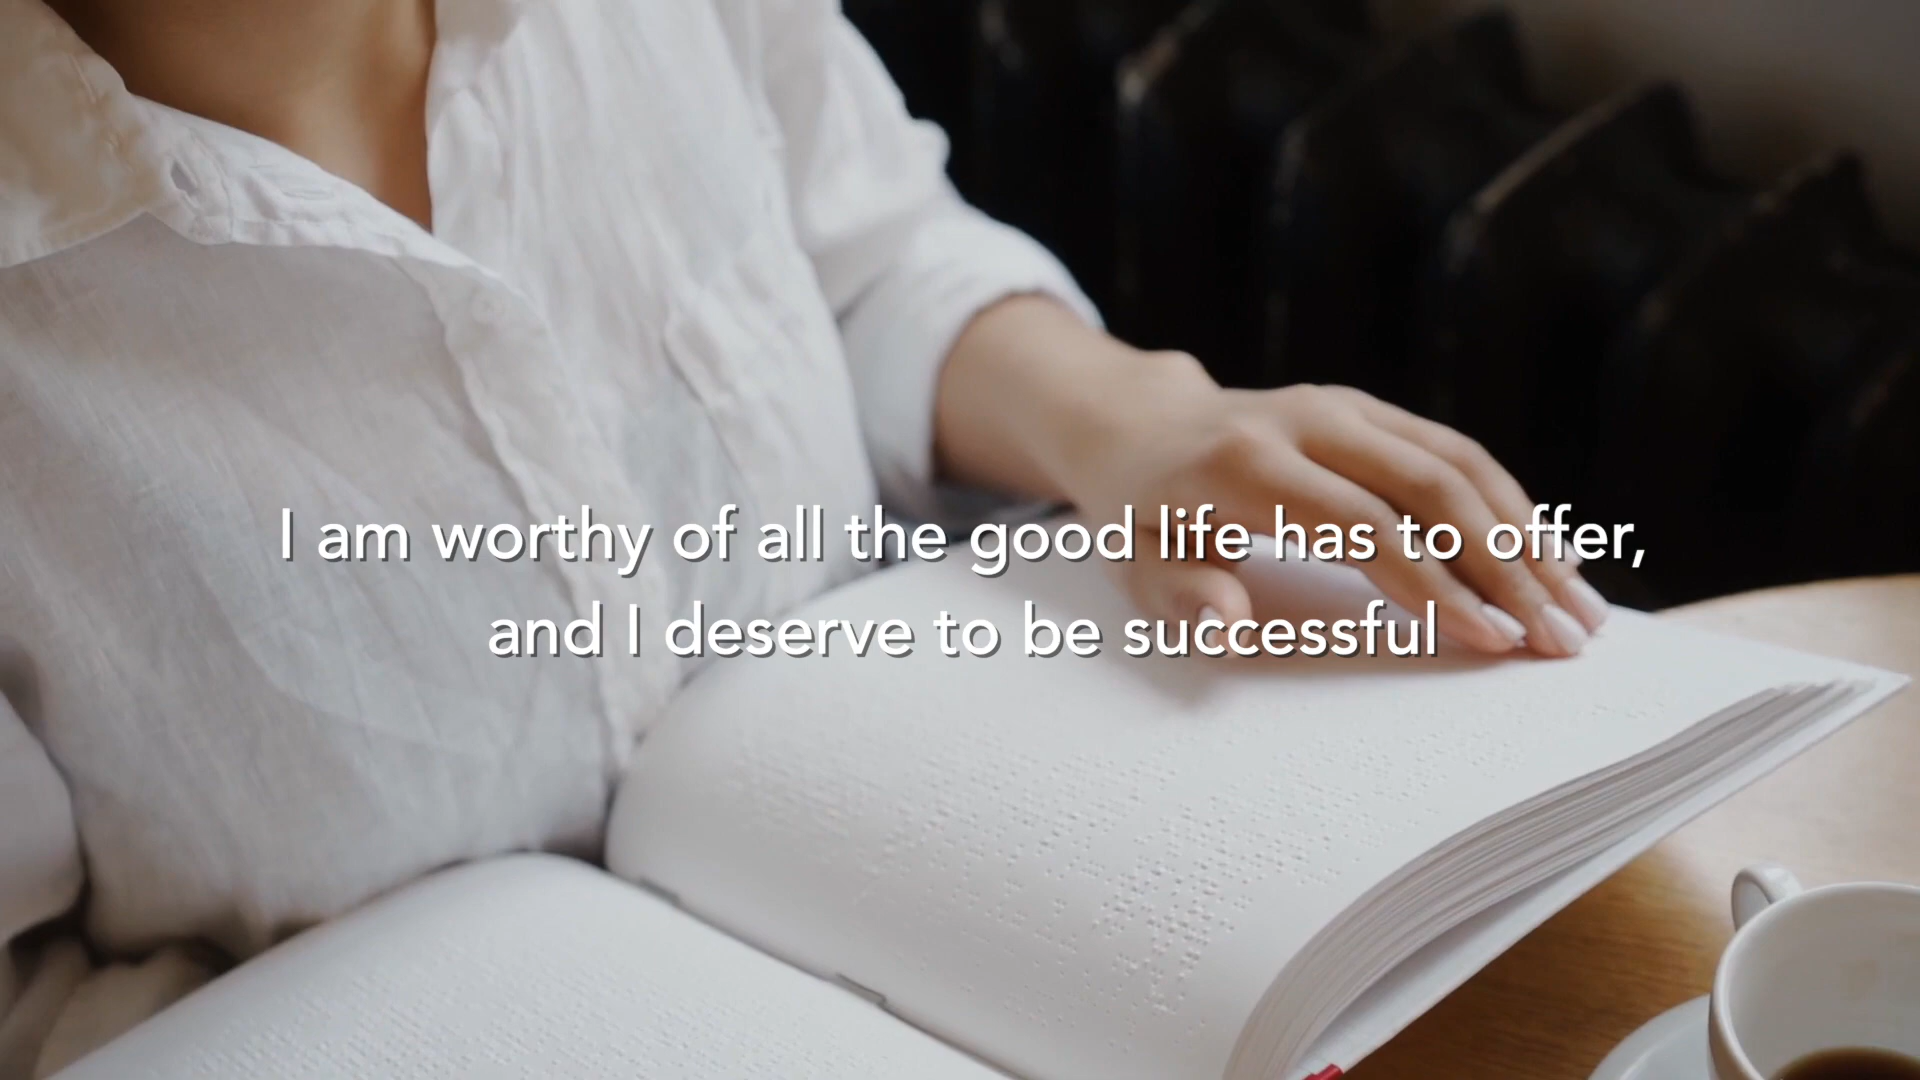 I am worthy of all the good life has to offer,
and I deserve to be successful